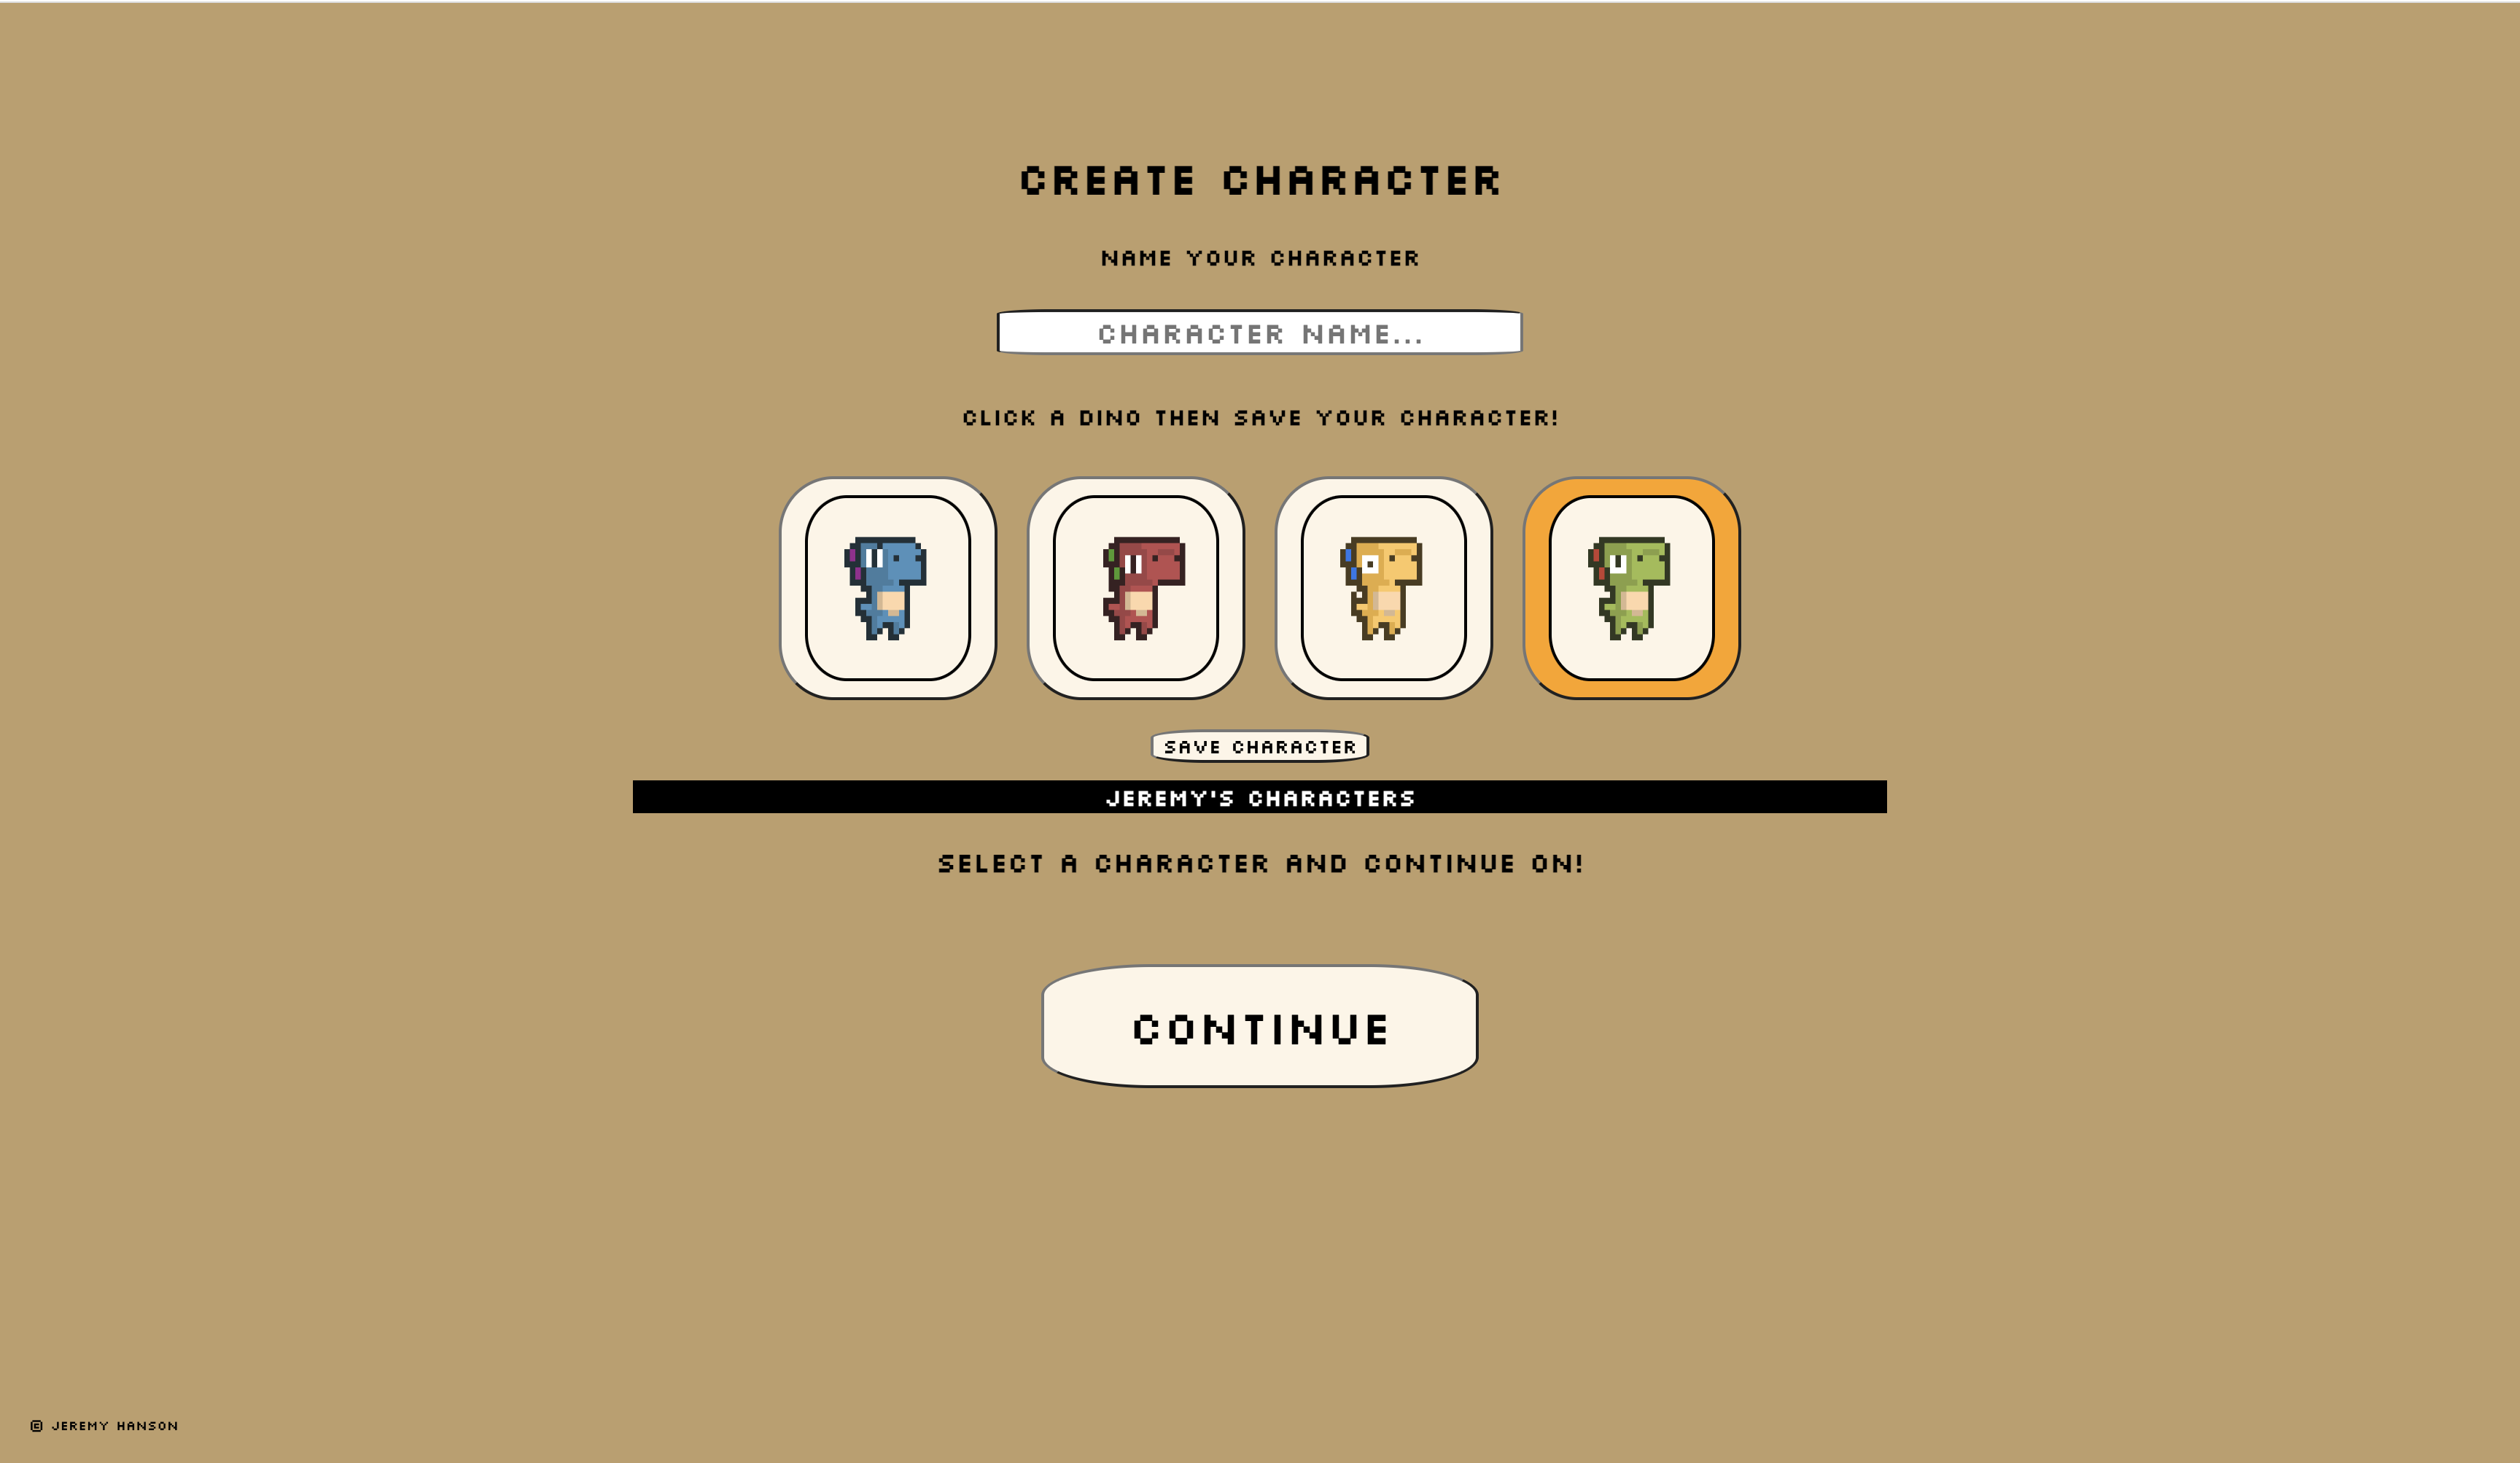 CREATE CHARACTER
NAME YOUR CHARACTER
CHARACTER NAME...
CLICK A DINO THEN SAVE YOUR CHARACTER!
SAVE CHARACTER
JEREMY'S CHARACTERS
SELECT A CHARACTER AND CONTINUE ON!
CONTINUE
© JEREMY HANSON